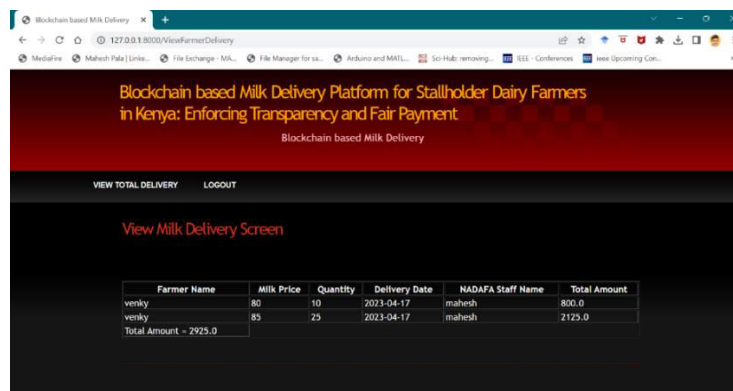 Blockchain based Milk Delivery
127.0.0.1:8000/ViewFarmerDelivery
MediaFire Mahesh Pala | Linke... File Exchange - MA... File Manager for sa... Arduino and MATL... Sci-Hub: removing... IEEE - Conferences ieee Upcoming Con...
Blockchain based Milk Delivery Platform for Stallholder Dairy Farmers
in Kenya: Enforcing Transparency and Fair Payment
Blockchain based Milk Delivery
VIEW TOTAL DELIVERY LOGOUT
View Milk Delivery Screen
Farmer Name Milk Price Quantity Delivery Date NADAFA Staff Name Total Amount
venky 80 10 2023-04-17 mahesh 800.0
venky 85 25 2023-04-17 mahesh 2125.0
Total Amount = 2925.0